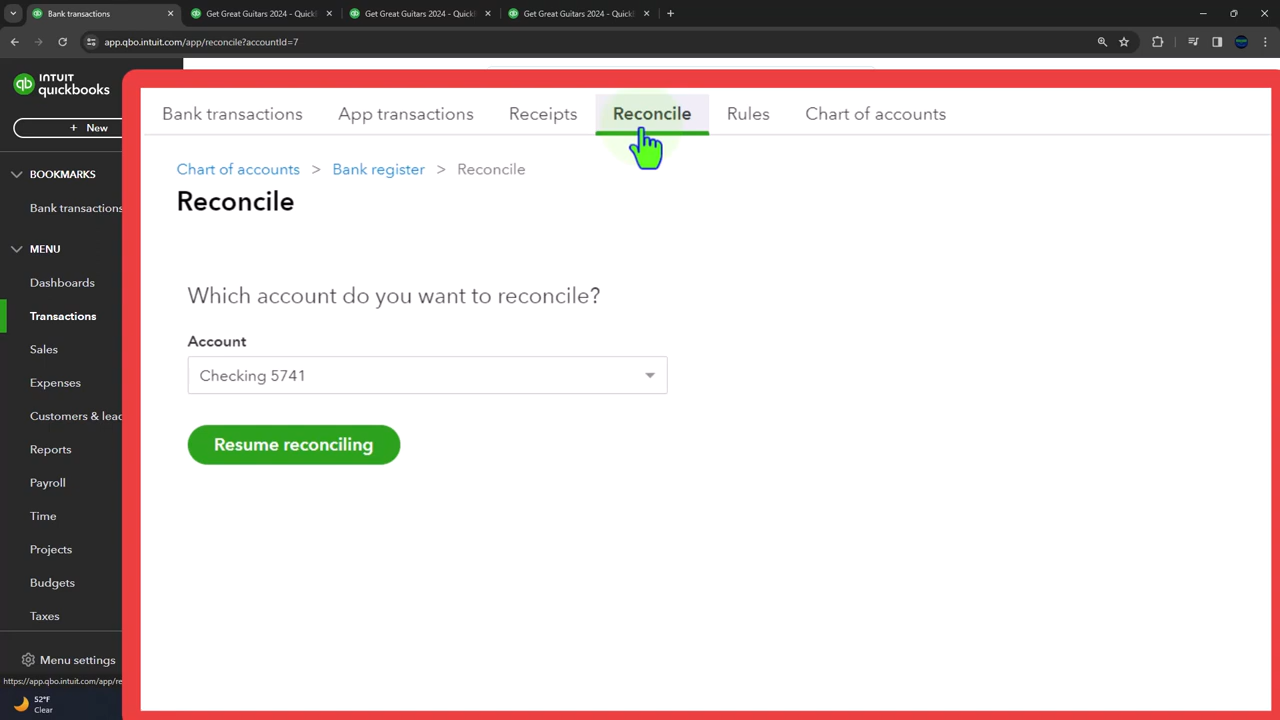 Bank transactions
Get Great Guitars 2024 - Quick
Get Great Guitars 2024 - Quick
Get Great Guitars 2024 - Quick
app.qbo.intuit.com/app/reconcile?accountId=7
qb INTUIT quickbooks
+ New
BOOKMARKS
Bank transactions
MENU
Dashboards
Transactions
Sales
Expenses
Customers & lea
Reports
Payroll
Time
Projects
Budgets
Taxes
Menu settings
https://app.qbo.intuit.com/app/re
52°F
Clear
Bank transactions App transactions Receipts Reconcile Rules Chart of accounts
Chart of accounts > Bank register > Reconcile
Reconcile
Which account do you want to reconcile?
Account
Checking 5741
Resume reconciling